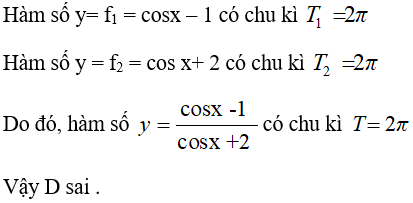 Hàm số y= f₁ = cosx – 1 có chu kì T₁ =2π
Hàm số y = f₂ = cos x+ 2 có chu kì T₂ =2π
Do đó, hàm số y = (cosx -1)/(cosx +2) có chu kì T= 2π
Vậy D sai .